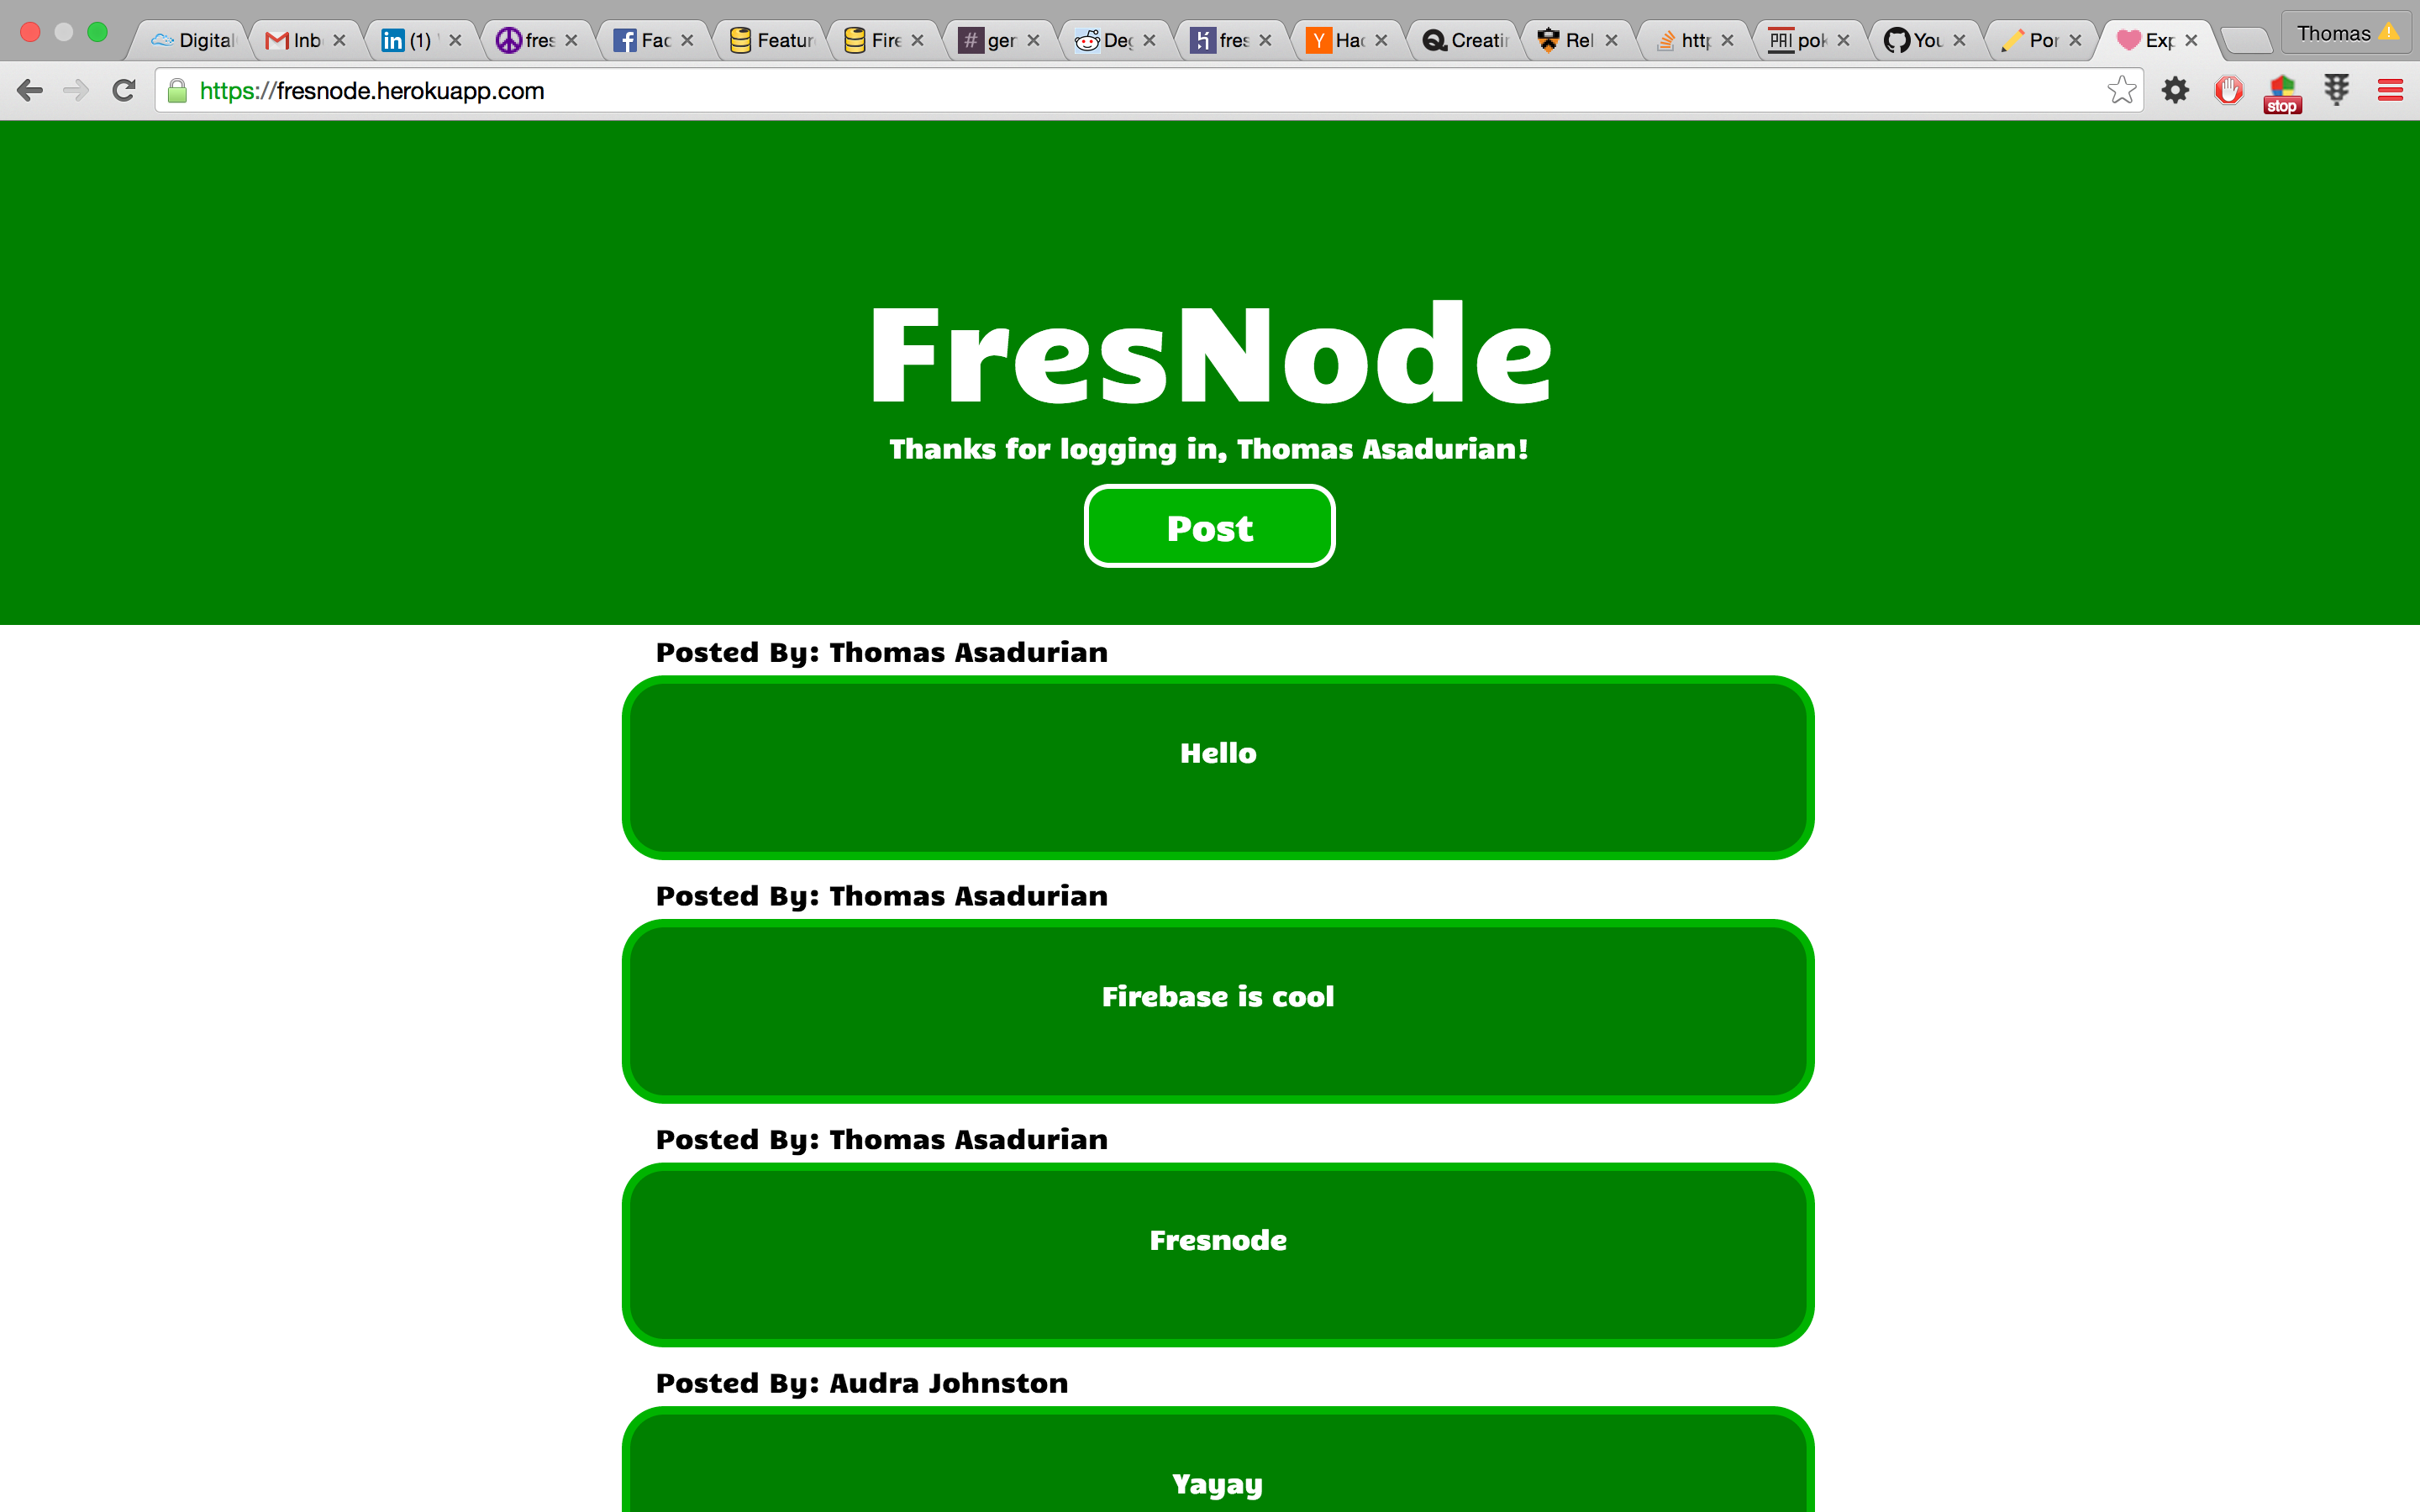 Digital
Inb
(1)
fres
Fac
Featur
Fire
# ger
Deg
fres
Y Hac
Creatin
Rel
http
PAI pok
You
Por
Exp
Thomas
https://fresnode.herokuapp.com
stop
FresNode
Thanks for logging in, Thomas Asadurian!
Post
Posted By: Thomas Asadurian
Hello
Posted By: Thomas Asadurian
Firebase is cool
Posted By: Thomas Asadurian
Fresnode
Posted By: Audra Johnston
Yayay